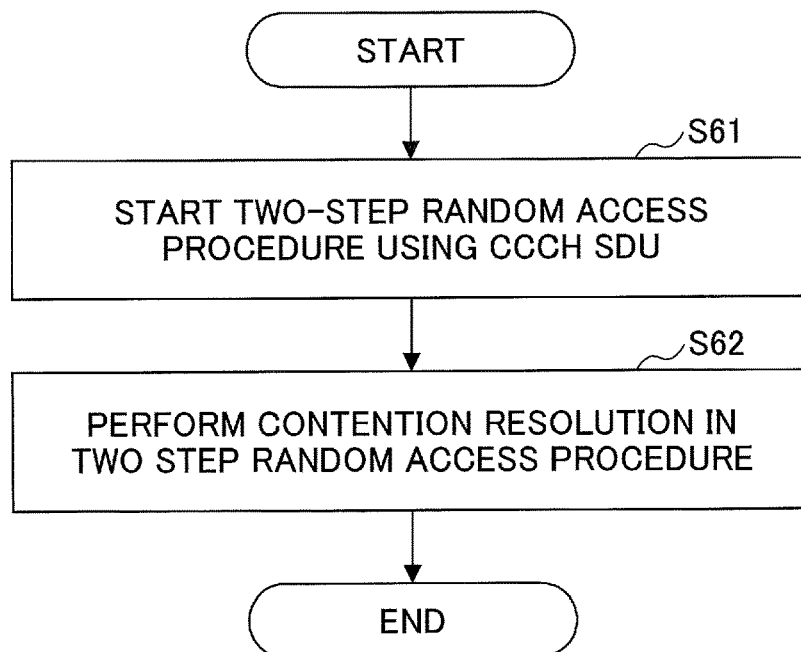 START
S61
START TWO-STEP RANDOM ACCESS
PROCEDURE USING CCCH SDU
S62
PERFORM CONTENTION RESOLUTION IN
TWO STEP RANDOM ACCESS PROCEDURE
END